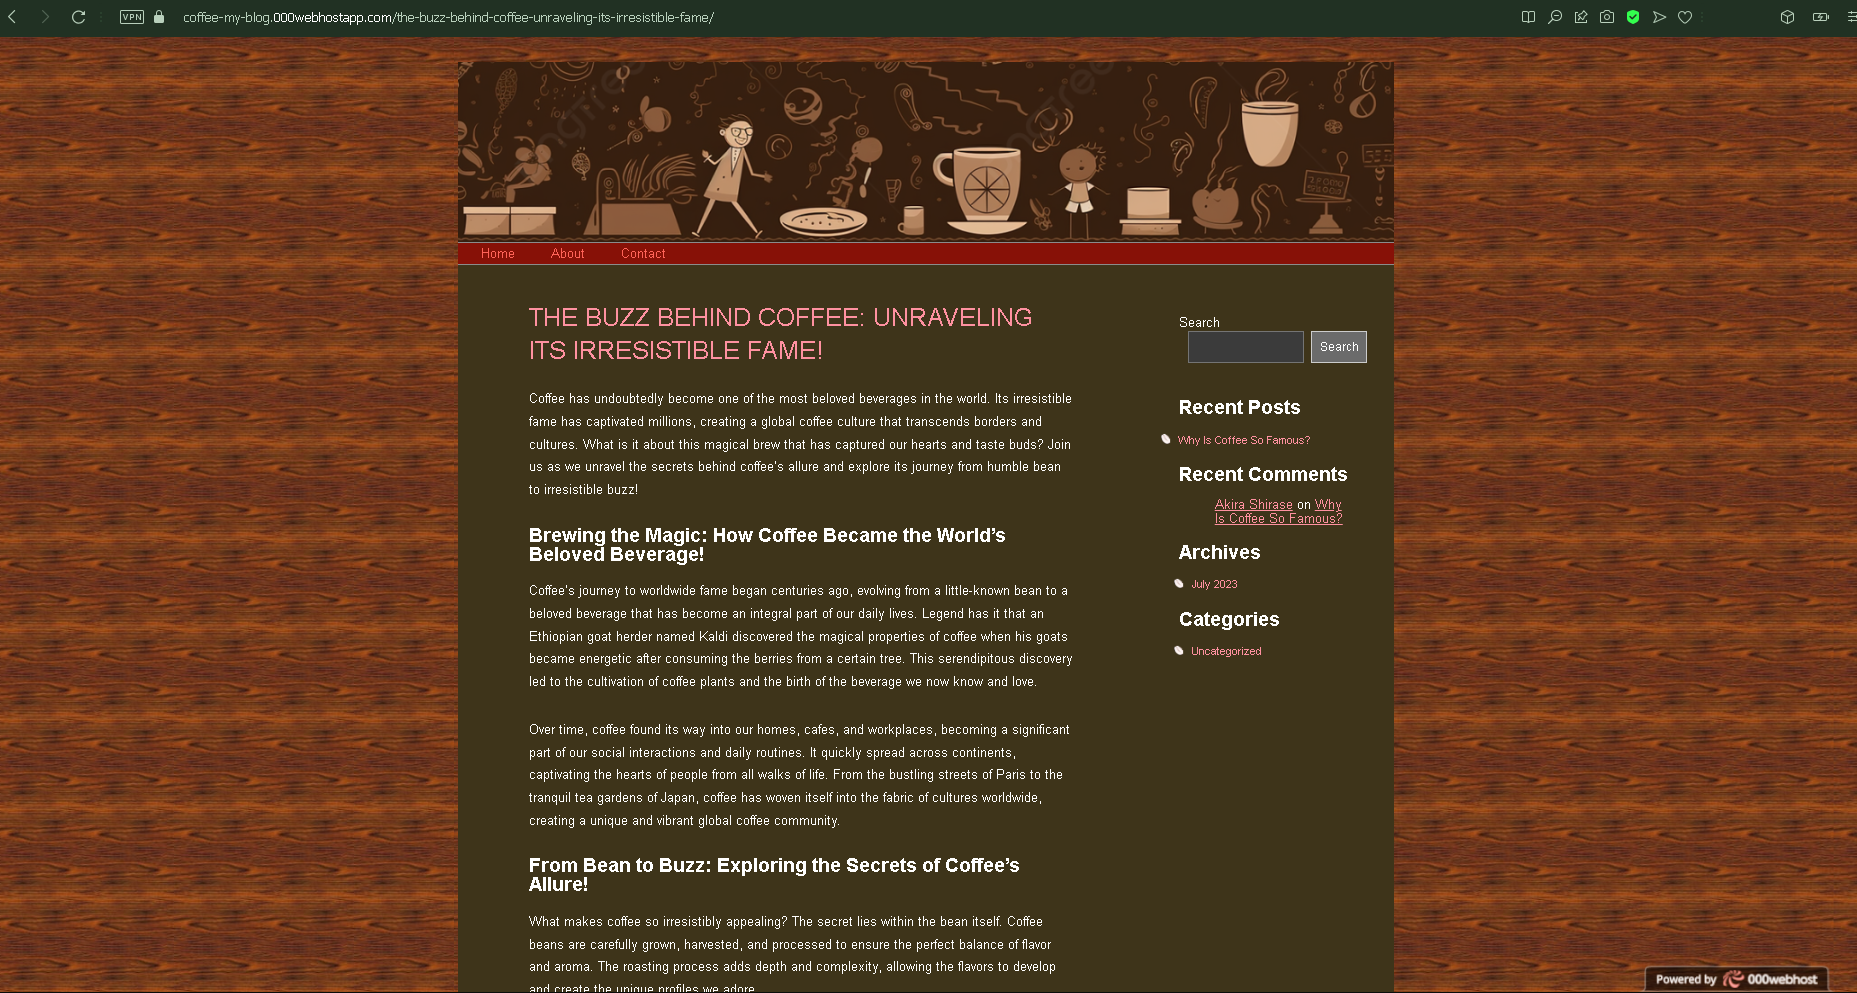 VPN
coffee-my-blog.000webhostapp.com/the-buzz-behind-coffee-unraveling-its-irresistible-fame/
Home About Contact
THE BUZZ BEHIND COFFEE: UNRAVELING
ITS IRRESISTIBLE FAME!
Coffee has undoubtedly become one of the most beloved beverages in the world. Its irresistible
fame has captivated millions, creating a global coffee culture that transcends borders and
cultures. What is it about this magical brew that has captured our hearts and taste buds? Join
us as we unravel the secrets behind coffee's allure and explore its journey from humble bean
to irresistible buzz!
Brewing the Magic: How Coffee Became the World's
Beloved Beverage!
Coffee's journey to worldwide fame began centuries ago, evolving from a little-known bean to a
beloved beverage that has become an integral part of our daily lives. Legend has it that an
Ethiopian goat herder named Kaldi discovered the magical properties of coffee when his goats
became energetic after consuming the berries from a certain tree. This serendipitous discovery
led to the cultivation of coffee plants and the birth of the beverage we now know and love.
Over time, coffee found its way into our homes, cafes, and workplaces, becoming a significant
part of our social interactions and daily routines. It quickly spread across continents,
captivating the hearts of people from all walks of life. From the bustling streets of Paris to the
tranquil tea gardens of Japan, coffee has woven itself into the fabric of cultures worldwide,
creating a unique and vibrant global coffee community.
From Bean to Buzz: Exploring the Secrets of Coffee's
Allure!
What makes coffee so irresistibly appealing? The secret lies within the bean itself. Coffee
beans are carefully grown, harvested, and processed to ensure the perfect balance of flavor
and aroma. The roasting process adds depth and complexity, allowing the flavors to develop
and create the unique profiles we adore.
Search
Search
Recent Posts
Why Is Coffee So Famous?
Recent Comments
Akira Shirase on Why
Is Coffee So Famous?
Archives
July 2023
Categories
Uncategorized
Powered by 000webhost